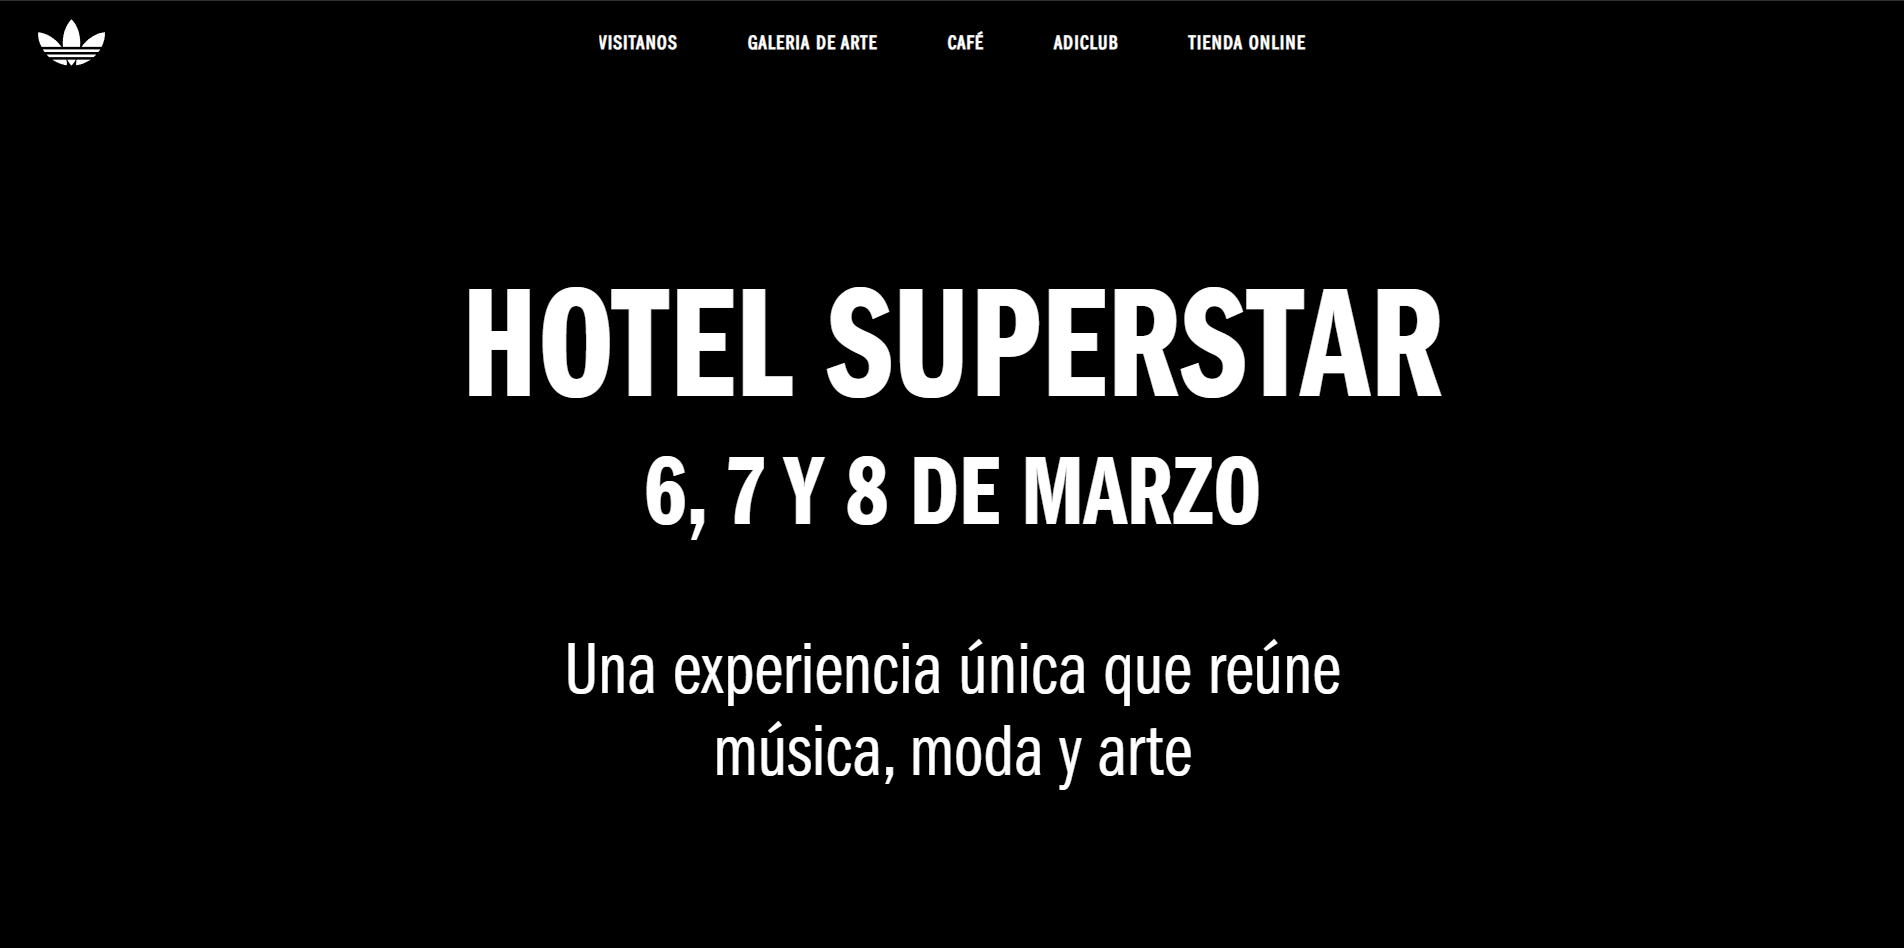 VISITANOS GALERIA DE ARTE CAFÉ ADICLUB TIENDA ONLINE
HOTEL SUPERSTAR
6, 7 Y 8 DE MARZO
Una experiencia única que reúne
música, moda y arte